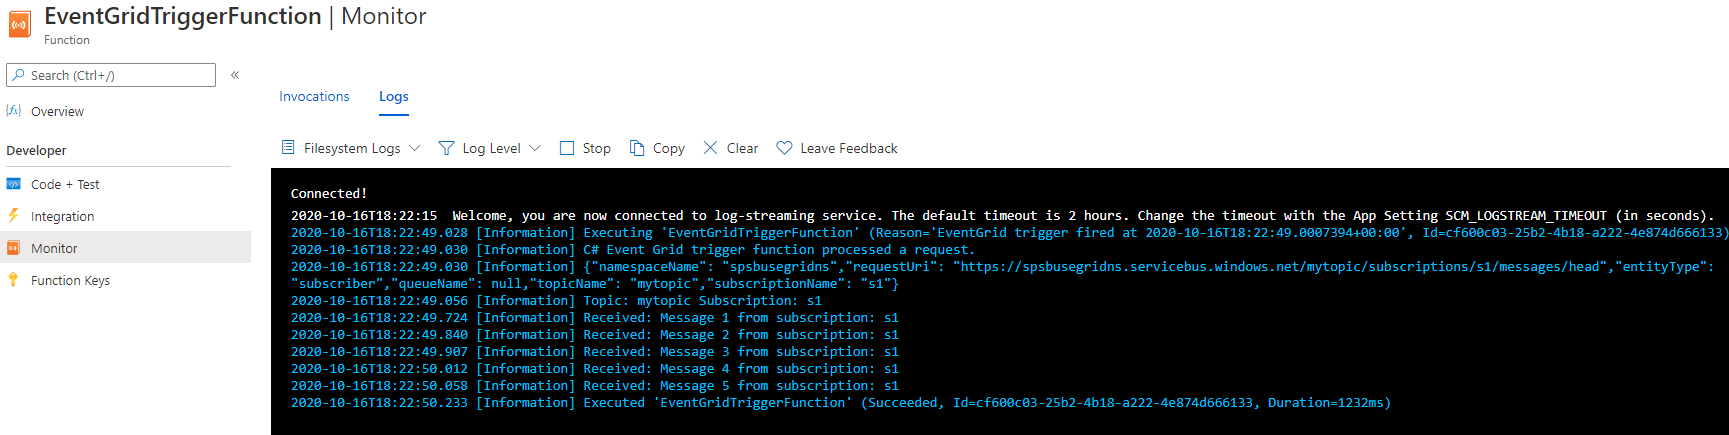 EventGridTriggerFunction | Monitor
Function
Search (Ctrl+/)
«
Overview
Developer
Code + Test
Integration
Monitor
Function Keys
Invocations
Logs
Filesystem Logs
Log Level
Stop
Copy
Clear
Leave Feedback
Connected!
2020-10-16T18:22:15  Welcome, you are now connected to log-streaming service. The default timeout is 2 hours. Change the timeout with the App Setting SCM_LOGSTREAM_TIMEOUT (in seconds).
2020-10-16T18:22:49.028 [Information] Executing 'EventGridTriggerFunction' (Reason='EventGrid trigger fired at 2020-10-16T18:22:49.0007394+00:00', Id=cf600c03-25b2-4b18-a222-4e874d666133)
2020-10-16T18:22:49.030 [Information] C# Event Grid trigger function processed a request.
2020-10-16T18:22:49.030 [Information] {"namespaceName": "spsbusegridns","requestUri": "https://spsbusegridns.servicebus.windows.net/mytopic/subscriptions/s1/messages/head","entityType":
"subscriber","queueName": null,"topicName": "mytopic","subscriptionName": "s1"}
2020-10-16T18:22:49.056 [Information] Topic: mytopic Subscription: s1
2020-10-16T18:22:49.724 [Information] Received: Message 1 from subscription: s1
2020-10-16T18:22:49.840 [Information] Received: Message 2 from subscription: s1
2020-10-16T18:22:49.907 [Information] Received: Message 3 from subscription: s1
2020-10-16T18:22:50.012 [Information] Received: Message 4 from subscription: s1
2020-10-16T18:22:50.058 [Information] Received: Message 5 from subscription: s1
2020-10-16T18:22:50.233 [Information] Executed 'EventGridTriggerFunction' (Succeeded, Id=cf600c03-25b2-4b18-a222-4e874d666133, Duration=1232ms)